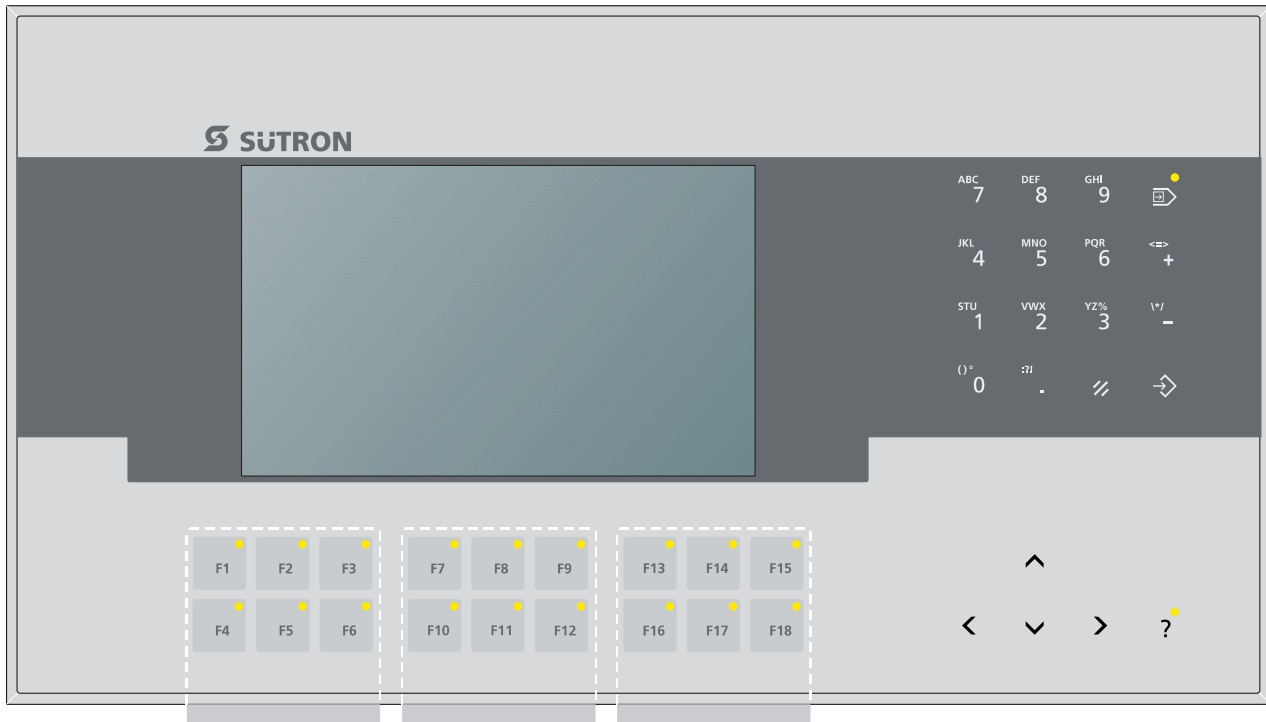 SÜTRON
ABC DEF GHI
7 8 9
JKL MNO PQR <=>
4 5 6 +
STU VWX YZ% \*/
1 2 3 -
()° :?!
0 .
F1 F2 F3 F7 F8 F9 F13 F14 F15
F4 F5 F6 F10 F11 F12 F16 F17 F18
?